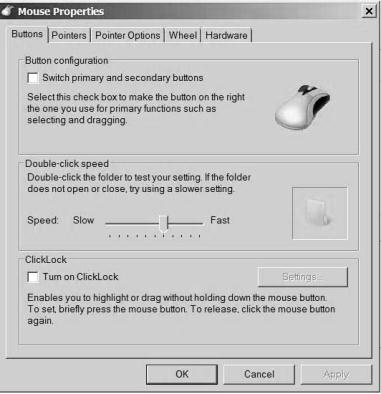 Mouse Properties
Buttons Pointers Pointer Options Wheel Hardware
Button configuration
Switch primary and secondary buttons
Select this check box to make the button on the right
the one you use for primary functions such as
selecting and dragging.
Double-click speed
Double-click the folder to test your setting. If the folder
does not open or close, try using a slower setting.
Speed: Slow Fast
ClickLock
Turn on ClickLock Settings...
Enables you to highlight or drag without holding down the mouse button.
To set, briefly press the mouse button. To release, click the mouse button
again.
OK Cancel Apply